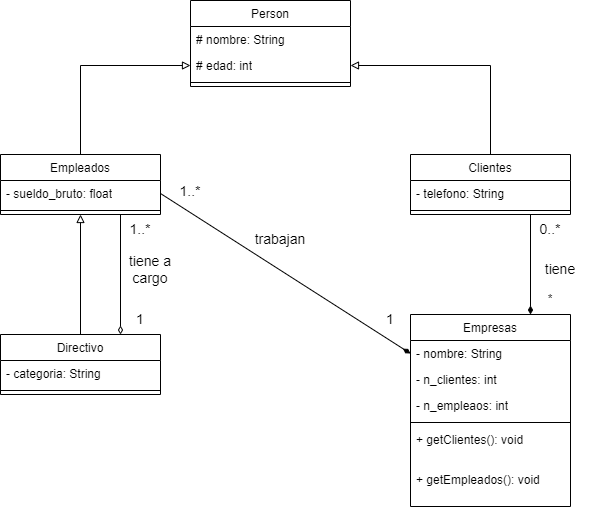 Person
# nombre: String
# edad: int
Empleados
- sueldo_bruto: float
Clientes
- telefono: String
1..*
trabajan
1
1..*
tiene a
cargo
1
0..*
tiene
*
Directivo
- categoria: String
Empresas
- nombre: String
- n_clientes: int
- n_empleaos: int
+ getClientes(): void
+ getEmpleados(): void